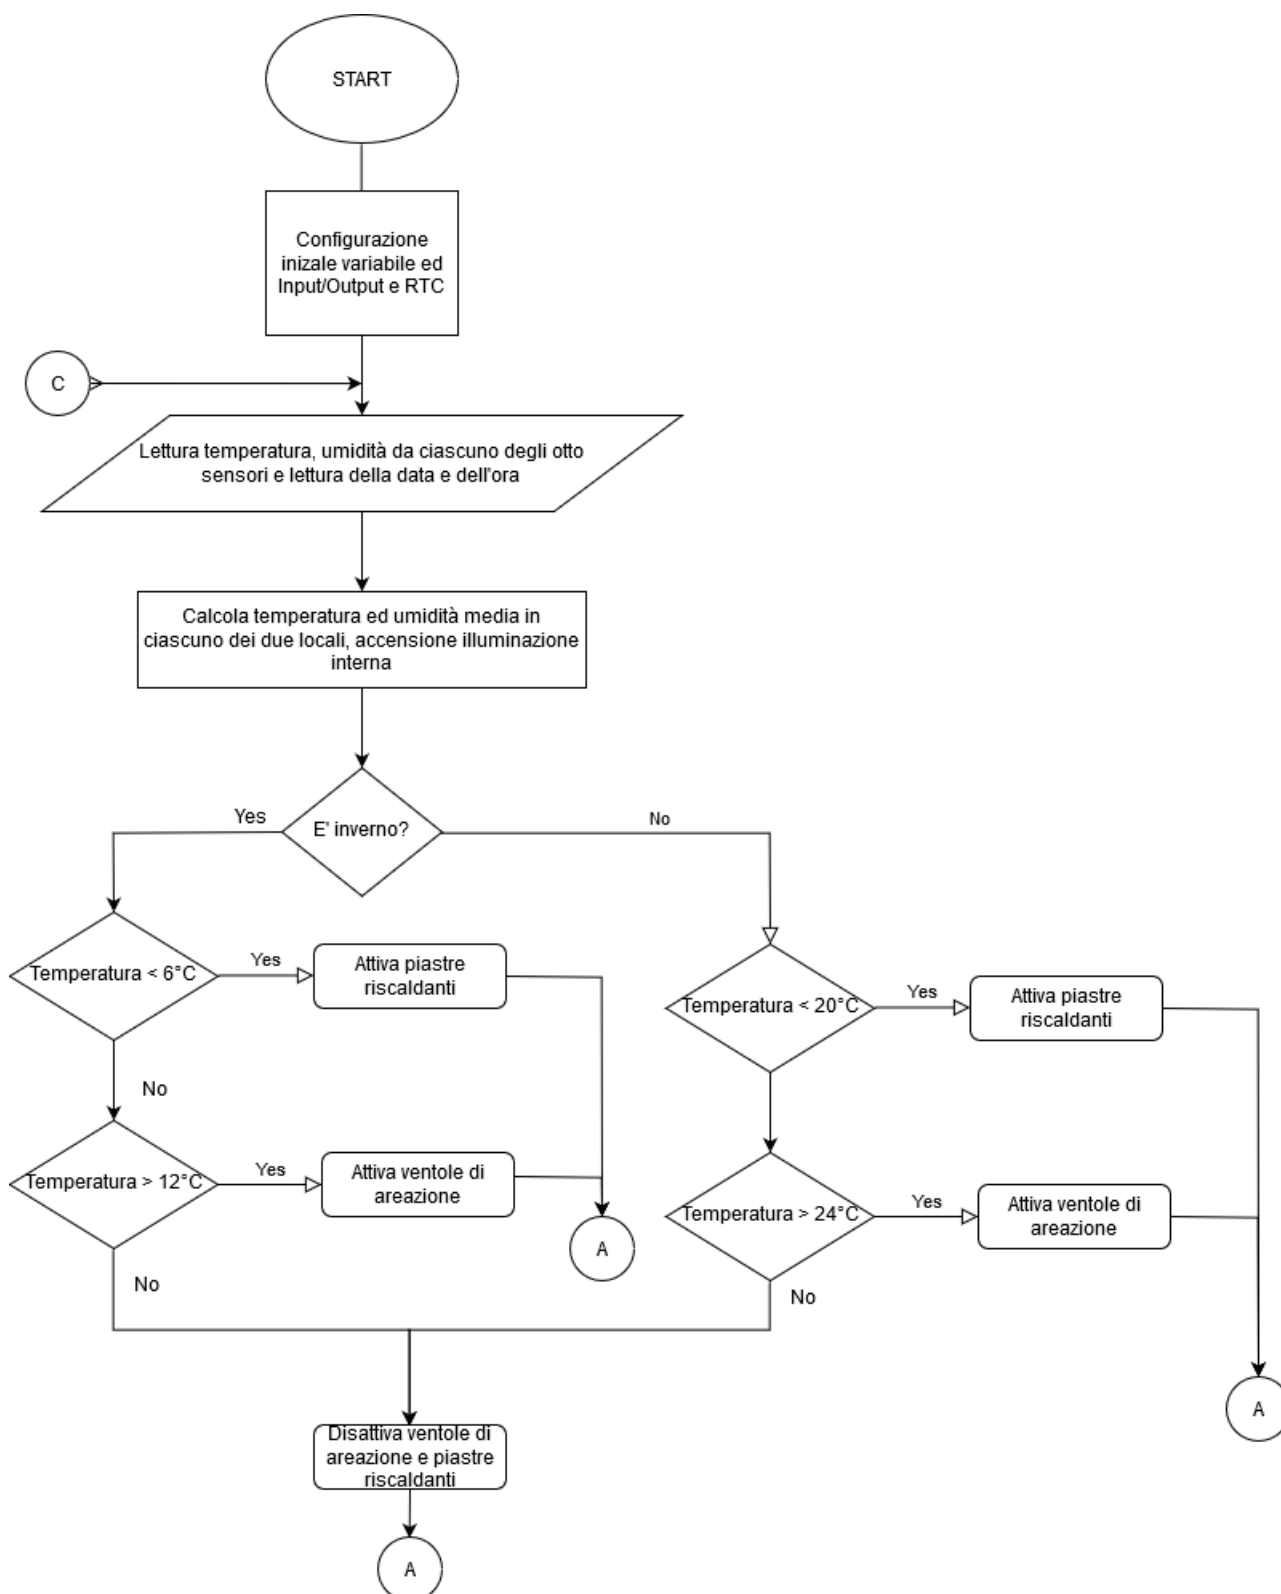 START
Configurazione
inizale variabile ed
Input/Output e RTC
C
Lettura temperatura, umidità da ciascuno degli otto
sensori e lettura della data e dell'ora
Calcola temperatura ed umidità media in
ciascuno dei due locali, accensione illuminazione
interna
E' inverno?
Yes
No
Temperatura < 6°C
Yes
Attiva piastre
riscaldanti
No
Temperatura > 12°C
Yes
Attiva ventole di
areazione
A
No
Temperatura < 20°C
Yes
Attiva piastre
riscaldanti
Temperatura > 24°C
Yes
Attiva ventole di
areazione
No
A
Disattiva ventole di
areazione e piastre
riscaldanti
A